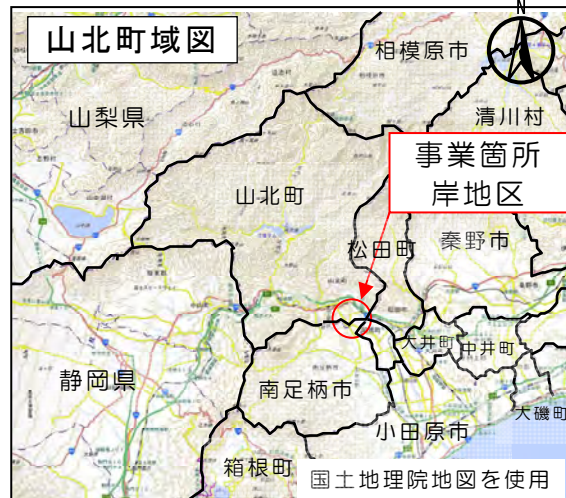 山北町域図
N
相模原市
山梨県
清川村
事業箇所
岸地区
山北町
松田町
秦野市
大井町
中井町
静岡県
南足柄市
大磯町
小田原市
箱根町
国土地理院地図を使用